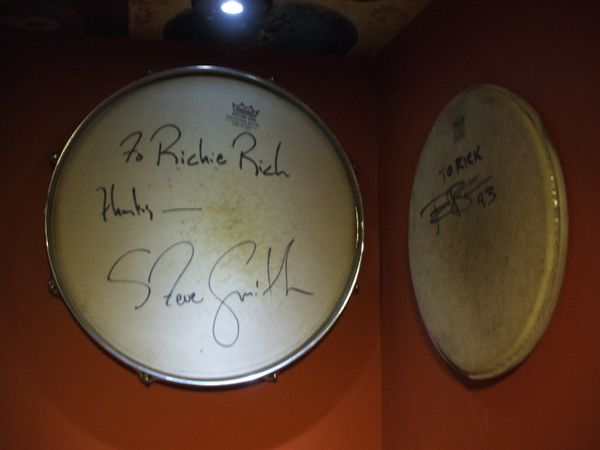 To Richie Rich
thanks —
Steve Smith
TO RICK
93